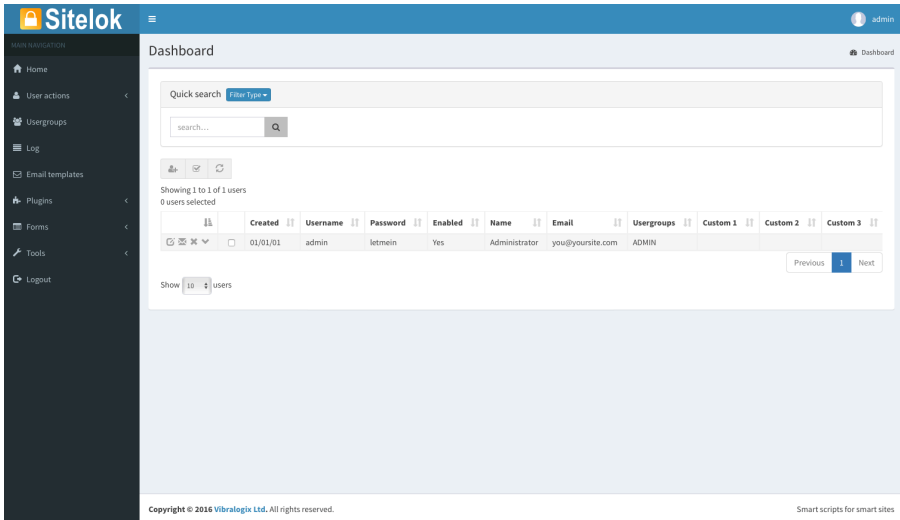 Sitelok
admin
MAIN NAVIGATION
Home
User actions
Usergroups
Log
Email templates
Plugins
Forms
Tools
Logout
Dashboard
Dashboard
Quick search Filter Type
search...
Showing 1 to 1 of 1 users
0 users selected
Created Username Password Enabled Name Email Usergroups Custom 1 Custom 2 Custom 3
01/01/01 admin letmein Yes Administrator you@yoursite.com ADMIN
Previous 1 Next
Show 10 users
Copyright © 2016 Vibralogix Ltd. All rights reserved.
Smart scripts for smart sites